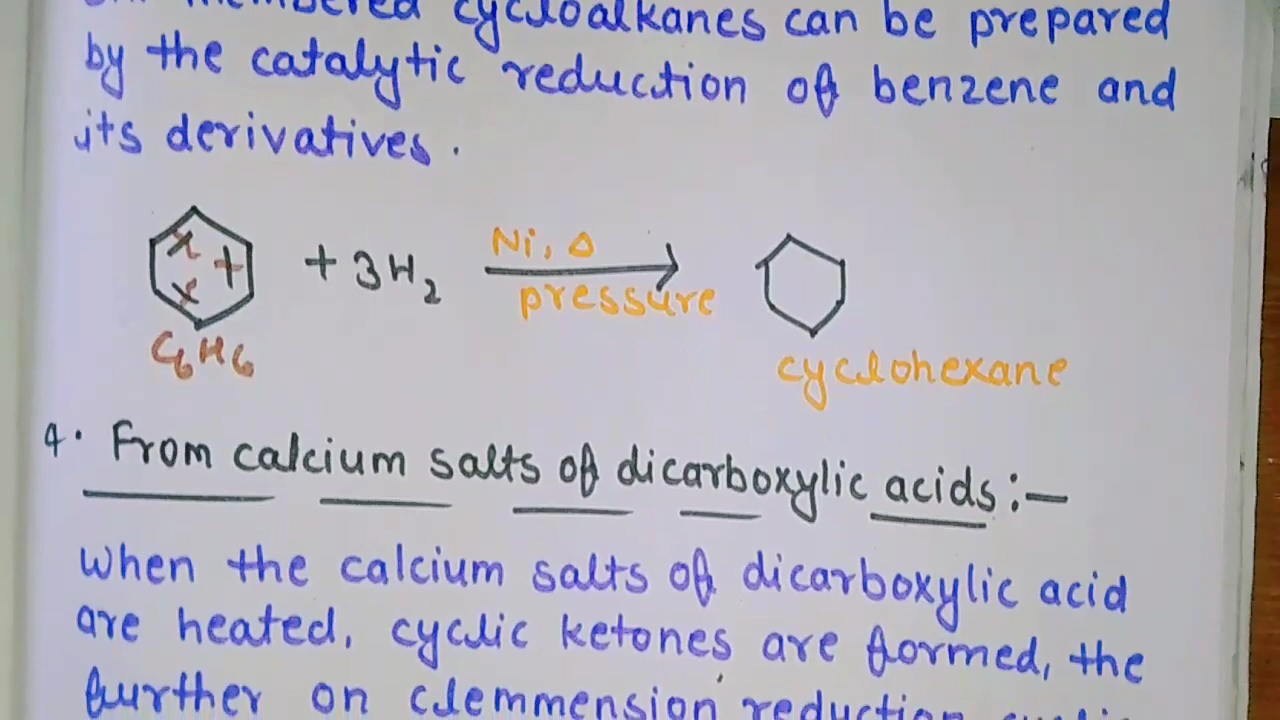 membered cycloalkanes can be prepared
by the catalytic reduction of benzene and
its derivatives.
+ 3H2 Ni, Δ pressure
C6H6 cyclohexane
4. From calcium salts of dicarboxylic acids :—
When the calcium salts of dicarboxylic acid
are heated, cyclic ketones are formed, the
further on clemmension reduction